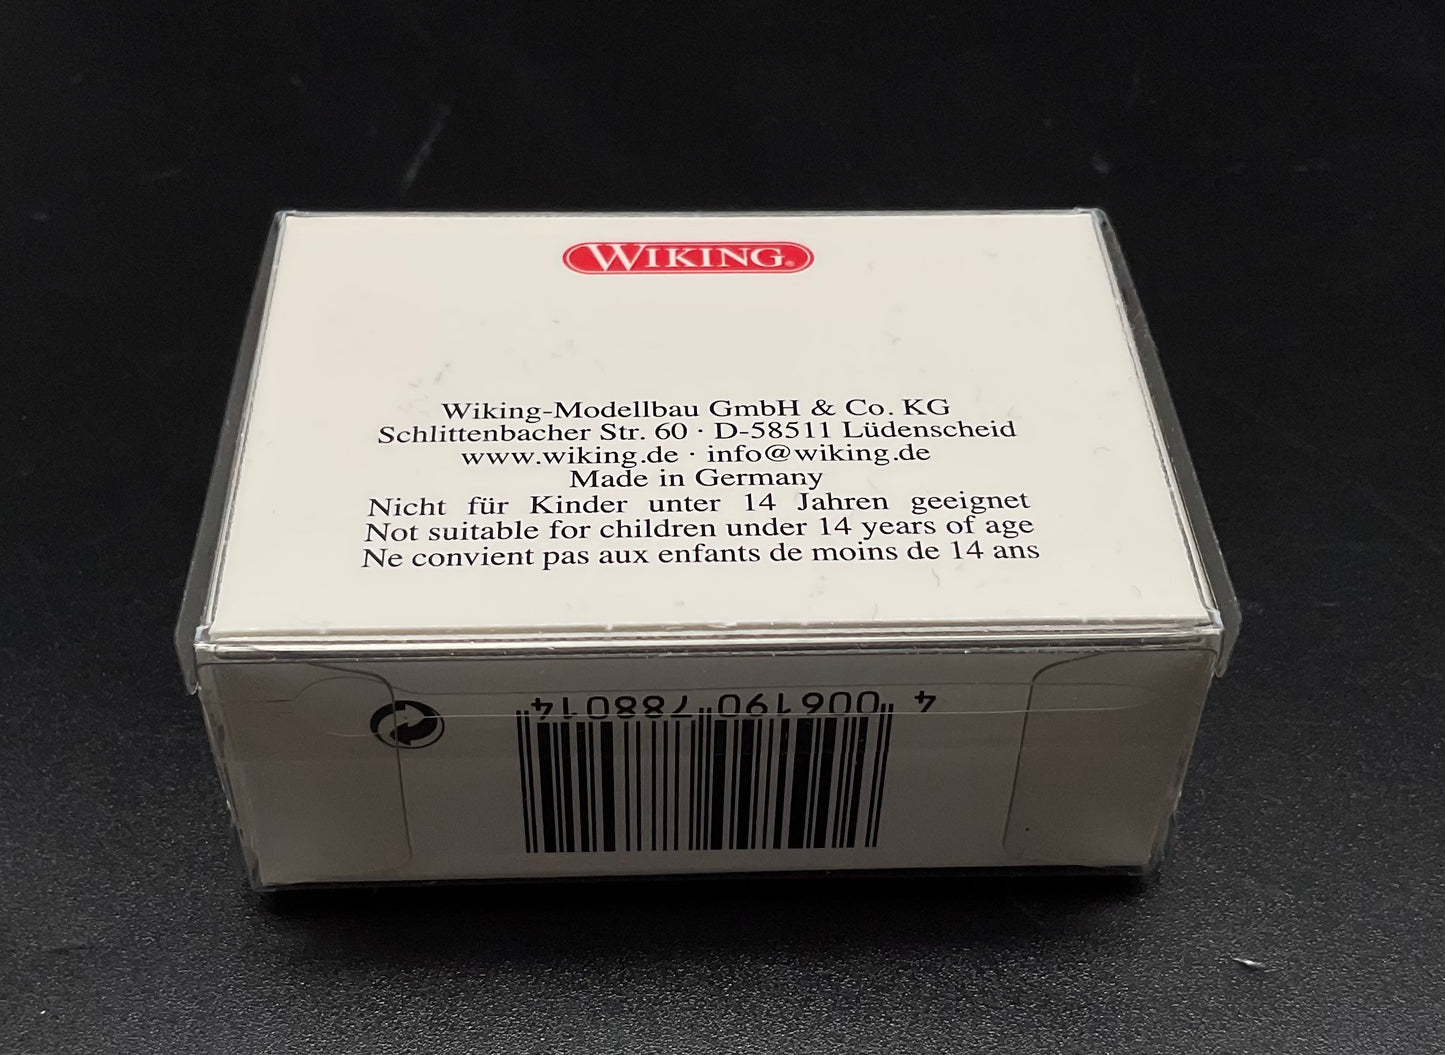 WIKING®
Wiking-Modellbau GmbH & Co. KG
Schlittenbacher Str. 60 · D-58511 Lüdenscheid
www.wiking.de · info@wiking.de
Made in Germany
Nicht für Kinder unter 14 Jahren geeignet
Not suitable for children under 14 years of age
Ne convient pas aux enfants de moins de 14 ans
4 006190 788014